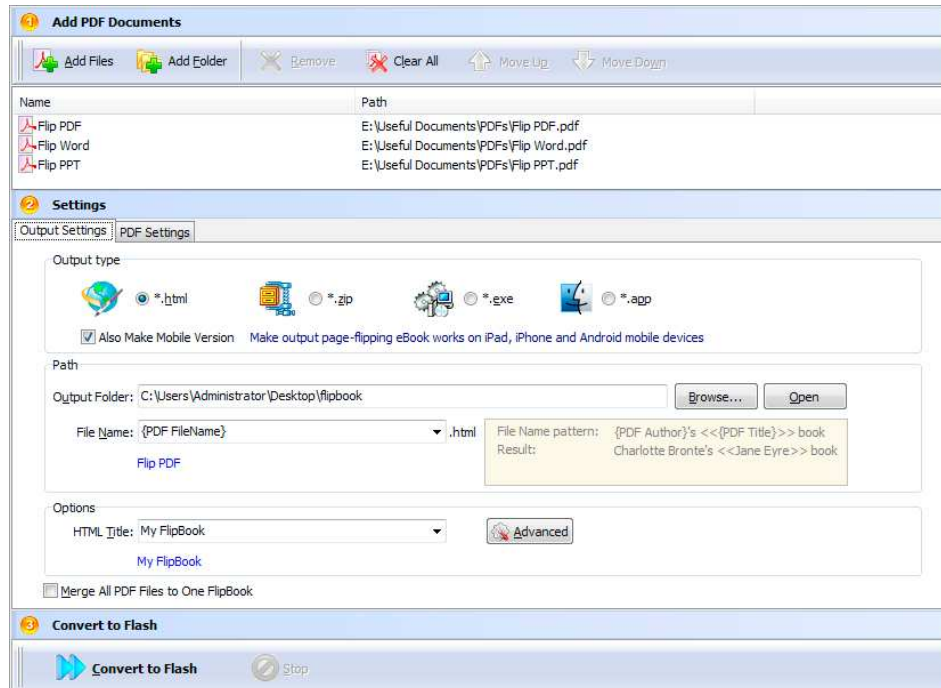 1 Add PDF Documents
Add Files Add Folder Remove Clear All Move Up Move Down
Name Path
Flip PDF E:\Useful Documents\PDFs\Flip PDF.pdf
Flip Word E:\Useful Documents\PDFs\Flip Word.pdf
Flip PPT E:\Useful Documents\PDFs\Flip PPT.pdf
2 Settings
Output Settings PDF Settings
Output type
*.html *.zip *.exe *.app
Also Make Mobile Version Make output page-flipping eBook works on iPad, iPhone and Android mobile devices
Path
Output Folder: C:\Users\Administrator\Desktop\flipbook Browse... Open
File Name: {PDF FileName} .html File Name pattern: {PDF Author}'s <<{PDF Title}>> book
Result: Charlotte Bronte's <<Jane Eyre>> book
Flip PDF
Options
HTML Title: My FlipBook Advanced
My FlipBook
Merge All PDF Files to One FlipBook
3 Convert to Flash
Convert to Flash Stop